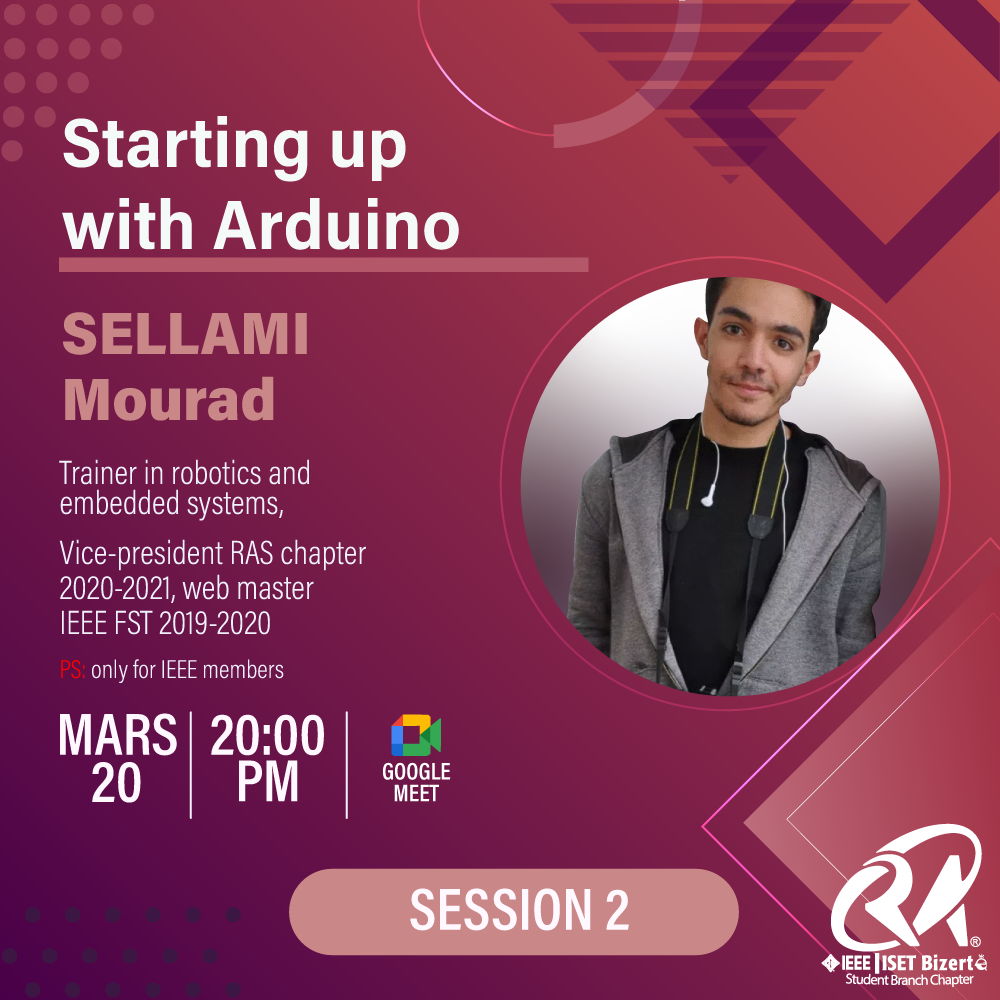 Starting up
with Arduino
SELLAMI
Mourad
Trainer in robotics and
embedded systems,
Vice-president RAS chapter
2020-2021, web master
IEEE FST 2019-2020
PS: only for IEEE members
MARS
20
20:00
PM
GOOGLE
MEET
SESSION 2
RA®
IEEE | ISET Bizerte
Student Branch Chapter